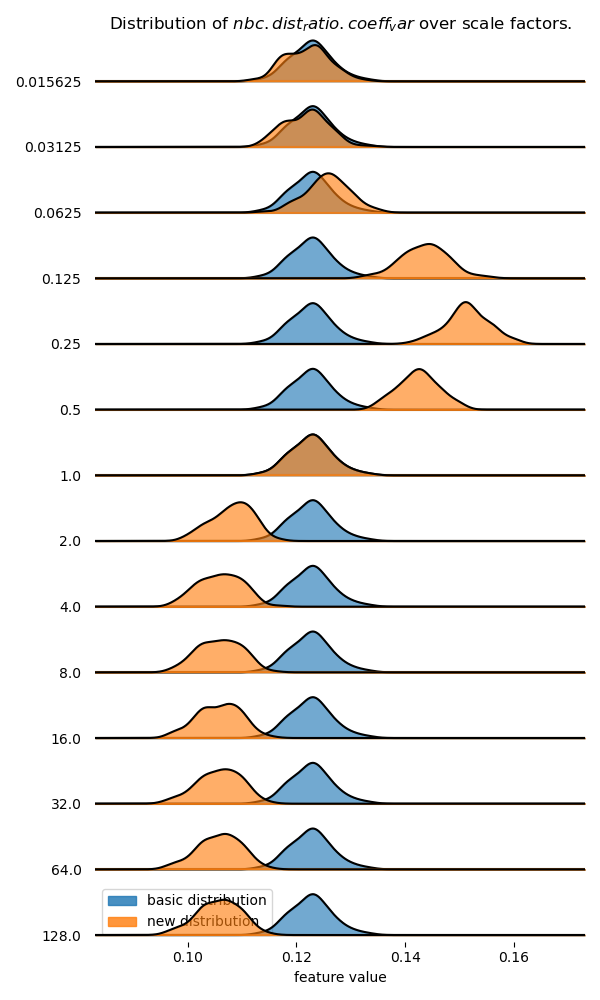 Distribution of nbc.dist_ratio.coeff_var over scale factors.
0.015625
0.03125
0.0625
0.125
0.25
0.5
1.0
2.0
4.0
8.0
16.0
32.0
64.0
basic distribution
new distribution
128.0
0.10 0.12 0.14 0.16
feature value